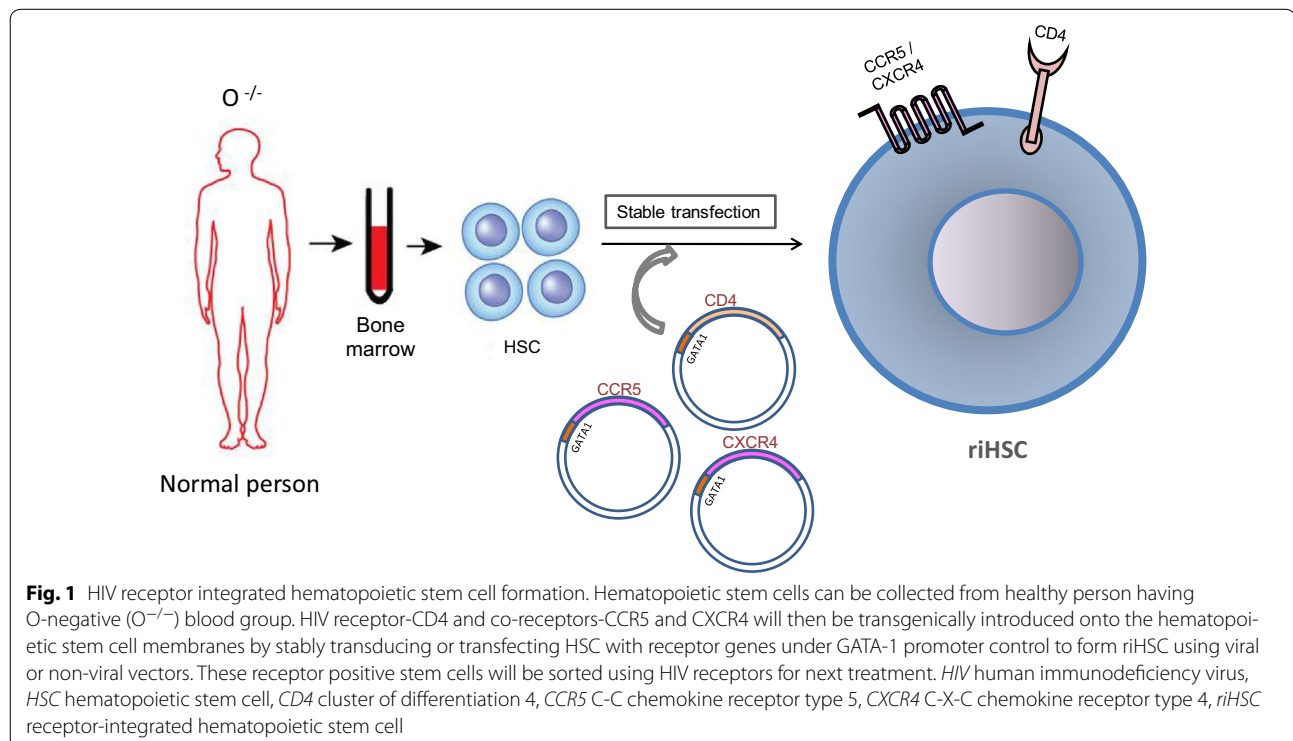 O -/-
Normal person
Bone
marrow
HSC
Stable transfection
CD4
GATA1
CCR5
GATA1
CXCR4
GATA1
CCR5 /
CXCR4
CD4
riHSC
Fig. 1 HIV receptor integrated hematopoietic stem cell formation. Hematopoietic stem cells can be collected from healthy person having
O-negative (O−/−) blood group. HIV receptor-CD4 and co-receptors-CCR5 and CXCR4 will then be transgenically introduced onto the hematopoi-
etic stem cell membranes by stably transducing or transfecting HSC with receptor genes under GATA-1 promoter control to form riHSC using viral
or non-viral vectors. These receptor positive stem cells will be sorted using HIV receptors for next treatment. HIV human immunodeficiency virus,
HSC hematopoietic stem cell, CD4 cluster of differentiation 4, CCR5 C-C chemokine receptor type 5, CXCR4 C-X-C chemokine receptor type 4, riHSC
receptor-integrated hematopoietic stem cell